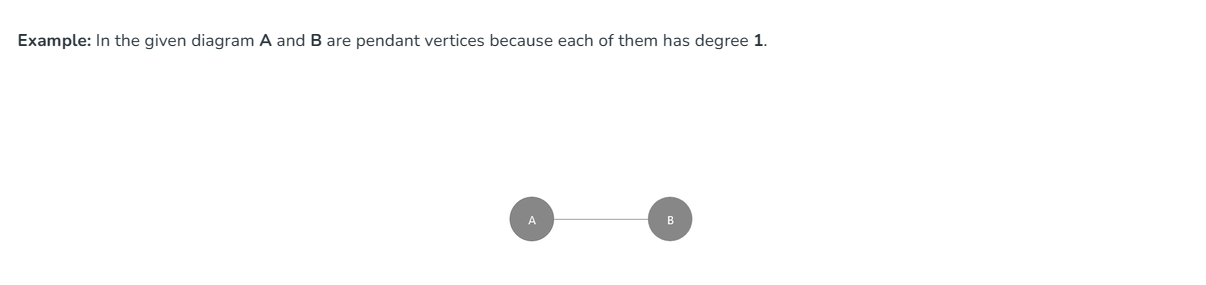 Example: In the given diagram A and B are pendant vertices because each of them has degree 1.
A B